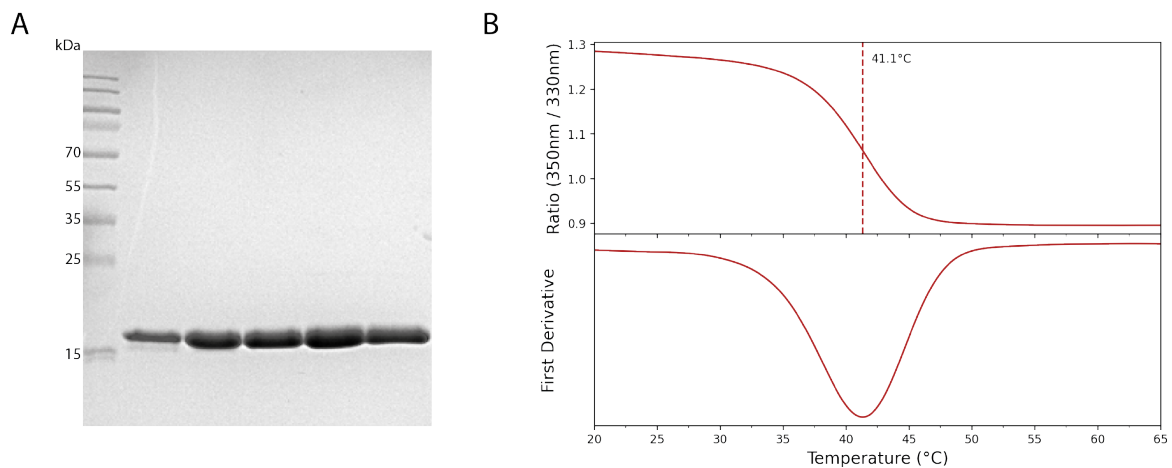 A
kDa
70
55
35
25
15
B
Ratio (350nm / 330nm)
1.3
1.2
1.1
1.0
0.9
41.1°C
First Derivative
20 25 30 35 40 45 50 55 60 65
Temperature (°C)